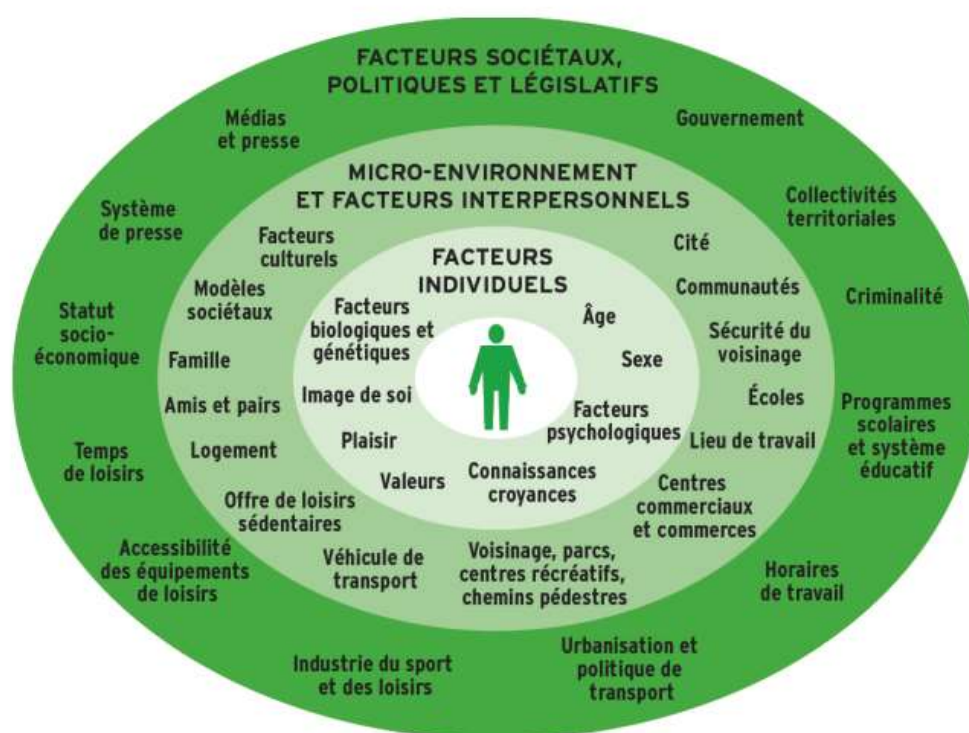 FACTEURS SOCIÉTAUX,
POLITIQUES ET LÉGISLATIFS
Médias
et presse
Gouvernement
Système
de presse
Collectivités
territoriales
Statut
socio-
économique
Criminalité
Temps
de loisirs
Programmes
scolaires
et système
éducatif
Accessibilité
des équipements
de loisirs
Horaires
de travail
Industrie du sport
et des loisirs
Urbanisation et
politique de
transport
MICRO-ENVIRONNEMENT
ET FACTEURS INTERPERSONNELS
Facteurs
culturels
Cité
Modèles
sociétaux
Communautés
Famille
Sécurité du
voisinage
Amis et pairs
Écoles
Logement
Lieu de travail
Offre de loisirs
sédentaires
Centres
commerciaux
et commerces
Véhicule de
transport
Voisinage, parcs,
centres récréatifs,
chemins pédestres
FACTEURS
INDIVIDUELS
Facteurs
biologiques et
génétiques
Âge
Sexe
Image de soi
Facteurs
psychologiques
Plaisir
Valeurs
Connaissances
croyances